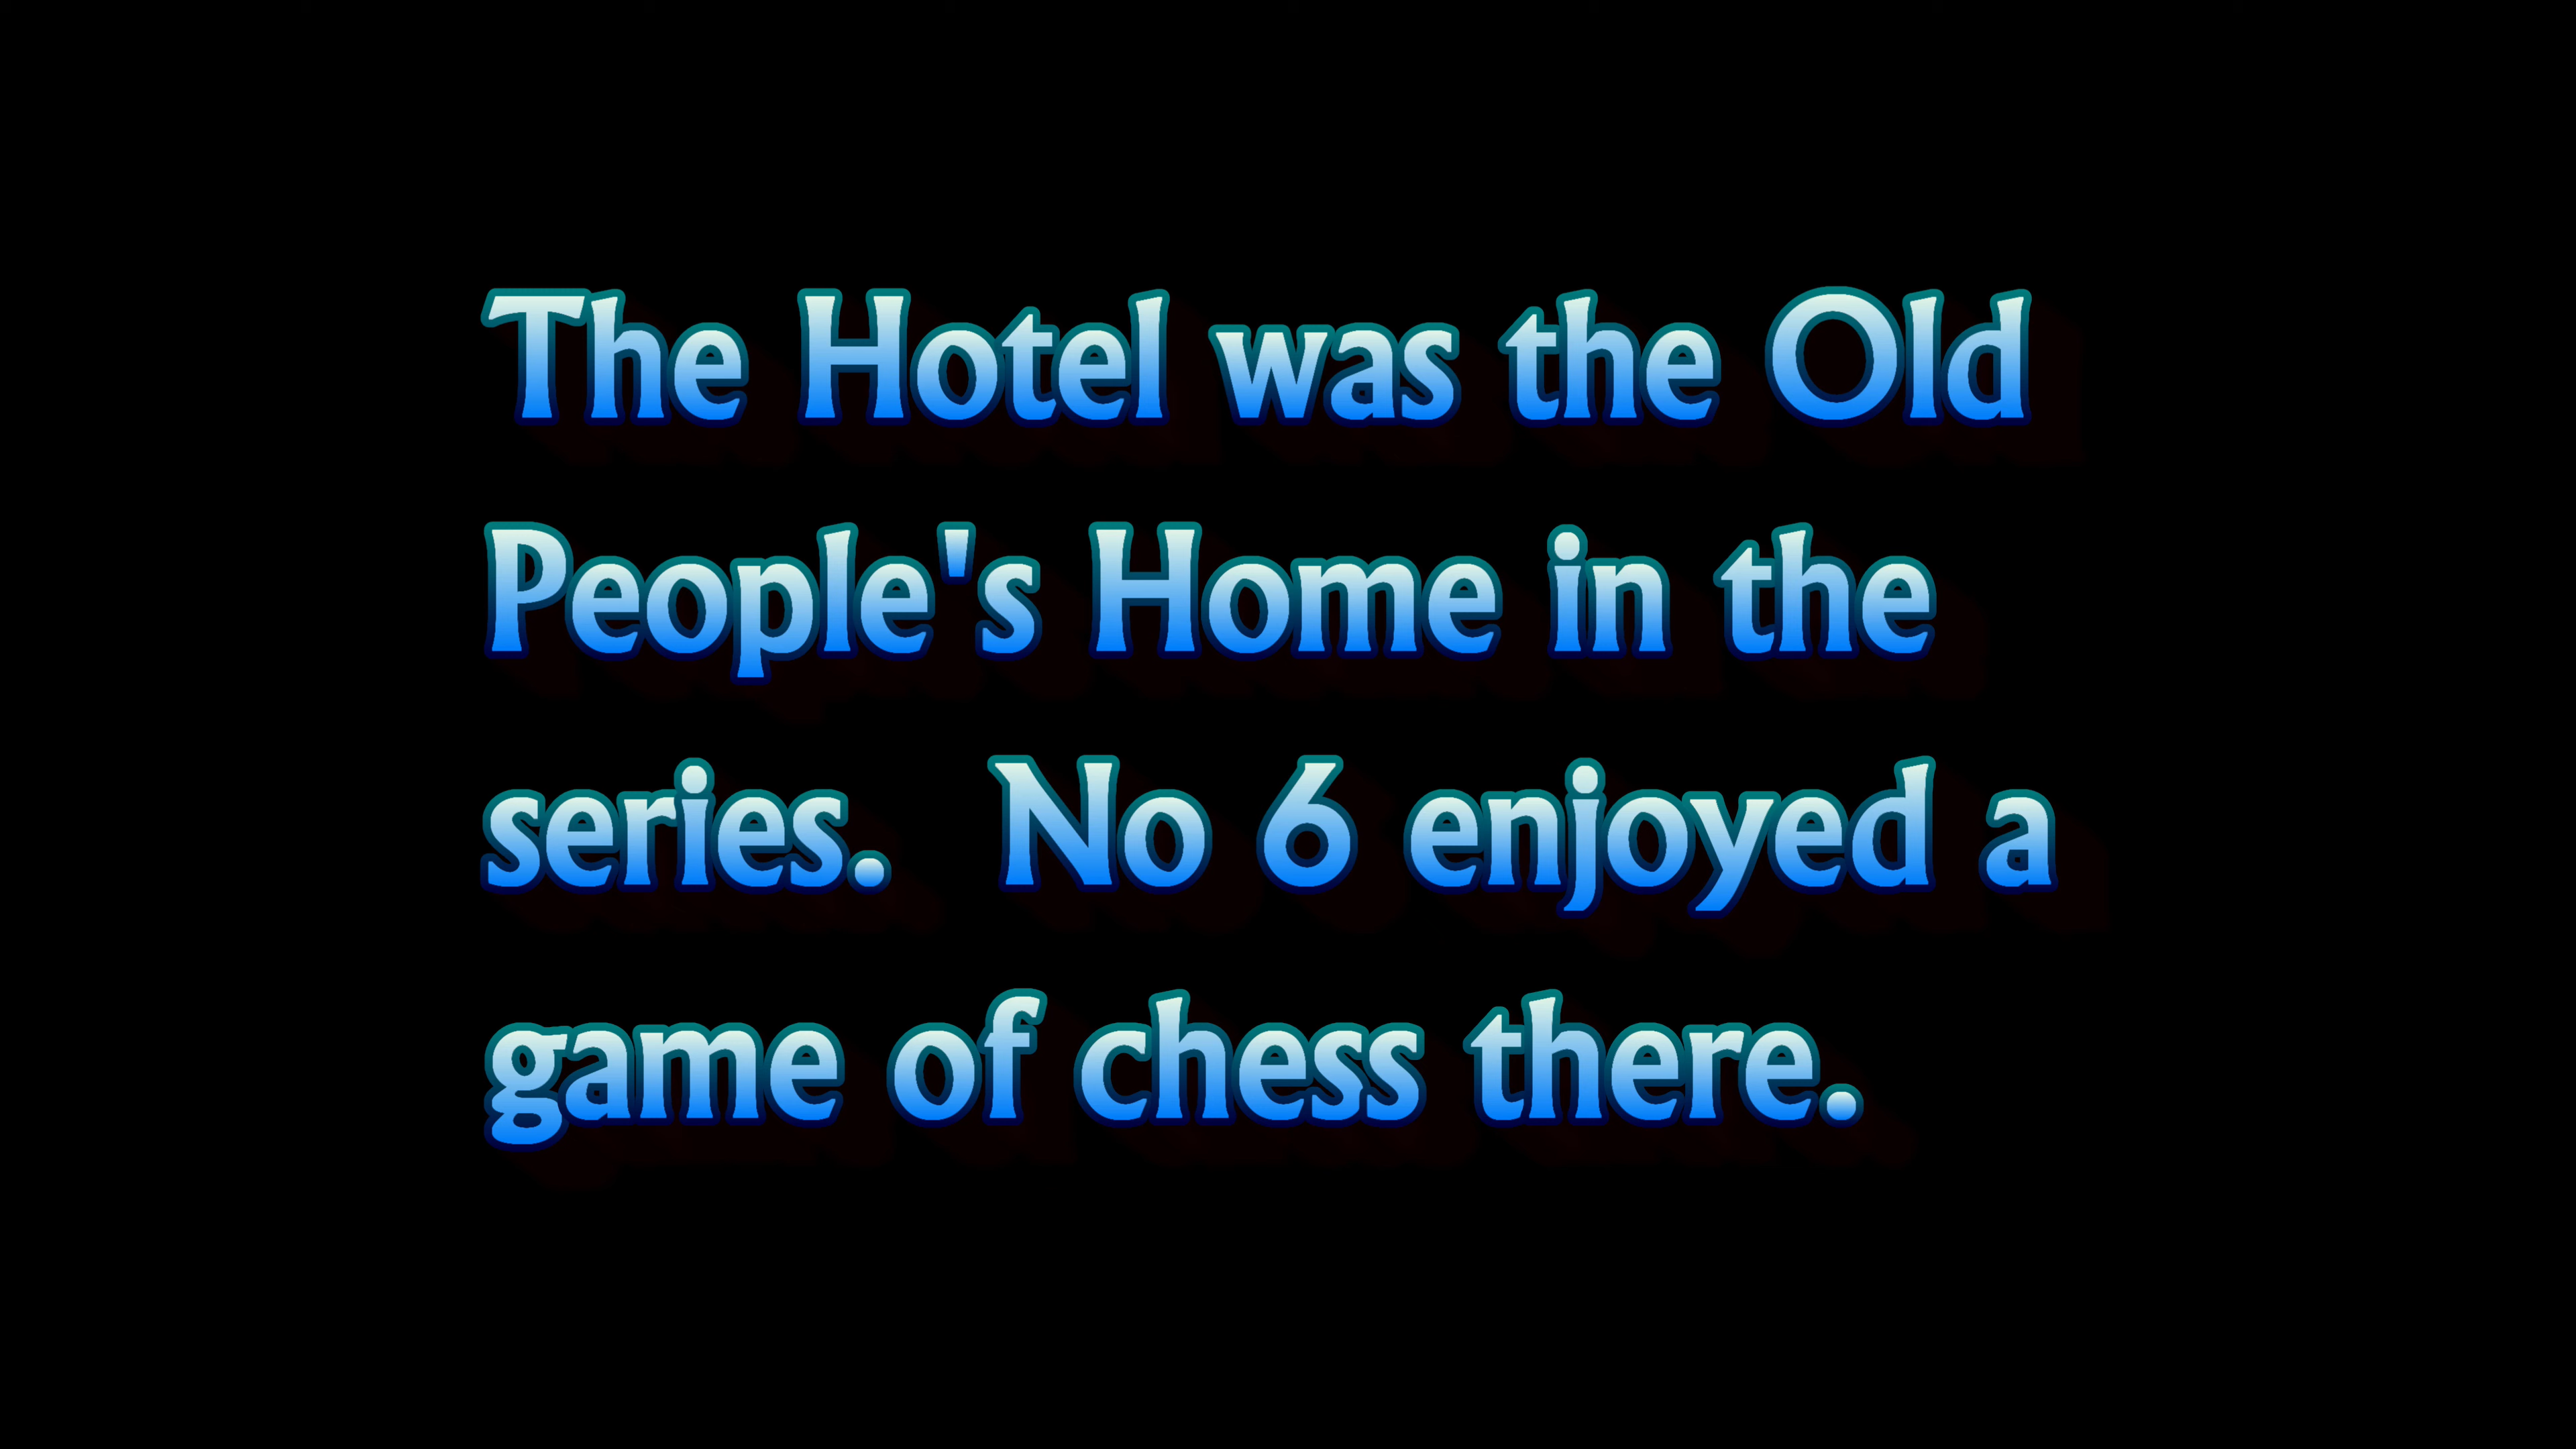 The Hotel was the Old
People's Home in the
series.  No 6 enjoyed a
game of chess there.